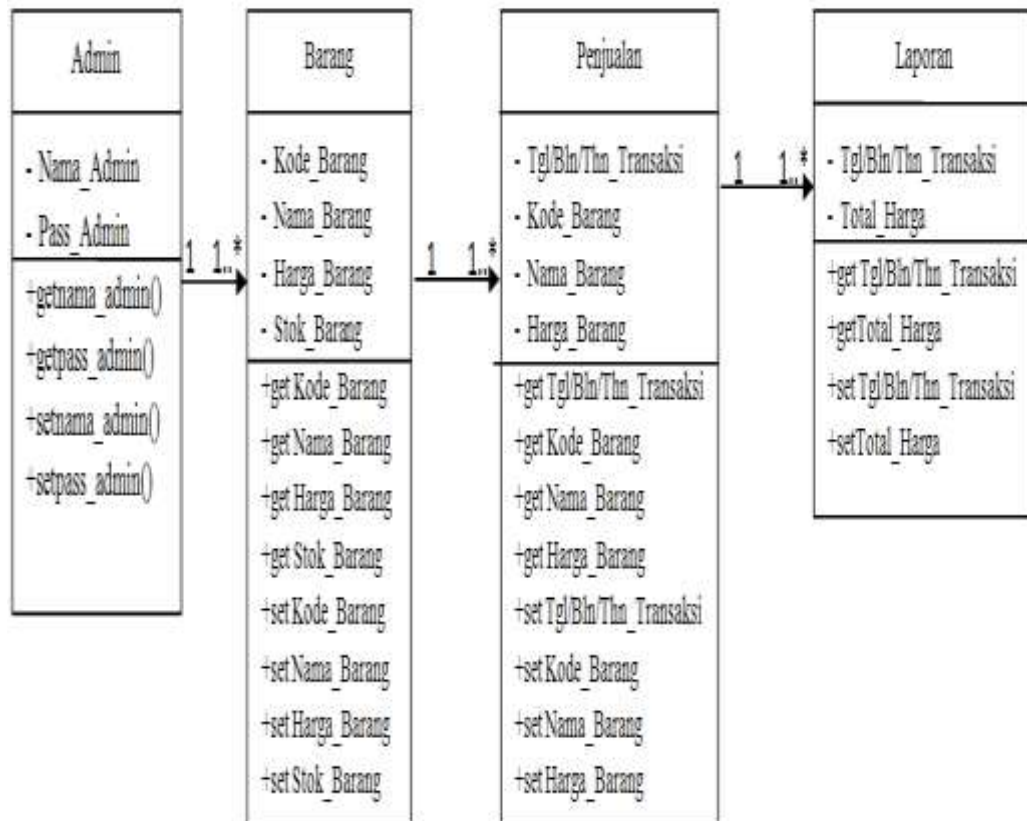 Admin
- Nama_Admin
- Pass_Admin
+getnama_admin()
+getpass_admin()
+setnama_admin()
+setpass_admin()
1 1..*
Barang
- Kode_Barang
- Nama_Barang
- Harga_Barang
- Stok_Barang
+get Kode_Barang
+get Nama_Barang
+get Harga_Barang
+get Stok_Barang
+set Kode_Barang
+set Nama_Barang
+set Harga_Barang
+set Stok_Barang
1 1..*
Penjualan
- Tgl/Bln/Thn_Transaksi
- Kode_Barang
- Nama_Barang
- Harga_Barang
+get Tgl/Bln/Thn_Transaksi
+get Kode_Barang
+get Nama_Barang
+get Harga_Barang
+set Tgl/Bln/Thn_Transaksi
+set Kode_Barang
+set Nama_Barang
+set Harga_Barang
1 1..*
Laporan
- Tgl/Bln/Thn_Transaksi
- Total_Harga
+get Tgl/Bln/Thn_Transaksi
+getTotal_Harga
+set Tgl/Bln/Thn_Transaksi
+setTotal_Harga